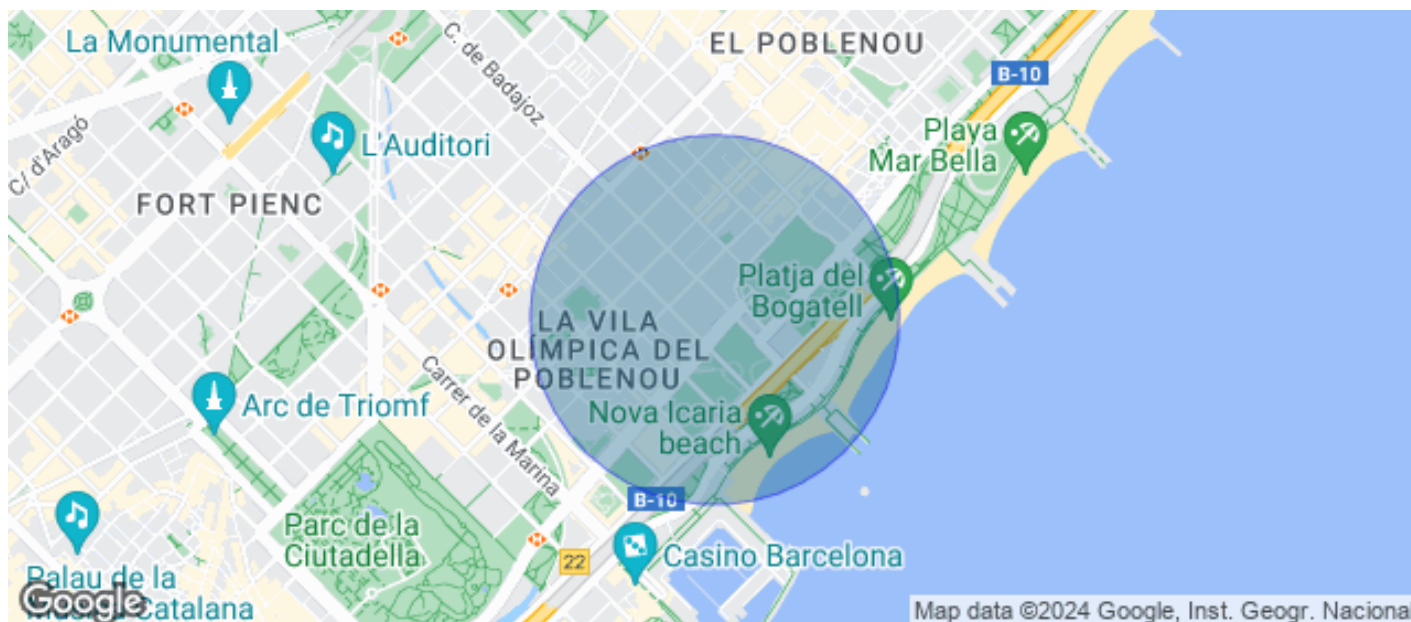 La Monumental
EL POBLENOU
C. de Badajoz
B-10
C/ d'Aragó
L'Auditori
Playa
Mar Bella
FORT PIENC
Platja del
Bogatell
LA VILA
OLÍMPICA DEL
POBLENOU
Carrer de la Marina
Arc de Triomf
Nova Icaria
beach
B-10
Parc de la
Ciutadella
22
Casino Barcelona
Palau de la
Música Catalana
Google
Map data ©2024 Google, Inst. Geogr. Nacional